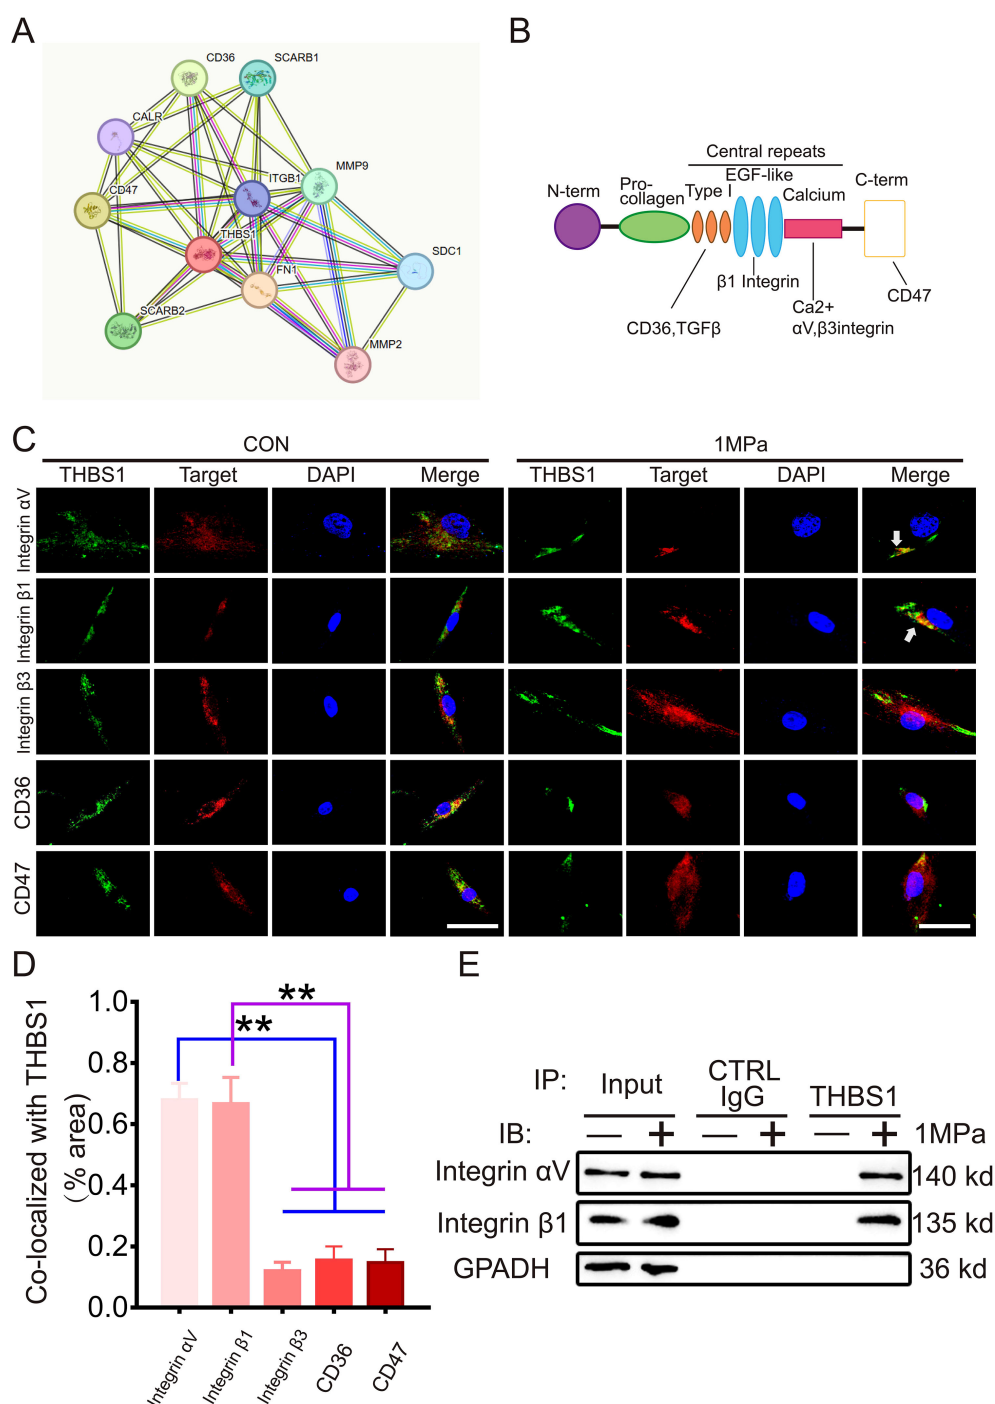 A
CD36
SCARB1
CALR
MMP9
ITGB1
CD47
THBS1
SDC1
FN1
SCARB2
MMP2
B
Central repeats
EGF-like
N-term
Pro-
collagen
Type I
Calcium
C-term
β1 Integrin
CD47
Ca2+
CD36,TGFβ
αV,β3integrin
C
CON
1MPa
THBS1 Target DAPI Merge THBS1 Target DAPI Merge
Integrin αV
Integrin β1
Integrin β3
CD36
CD47
D
Co-localized with THBS1
(% area)
1.0
0.8
0.6
0.4
0.2
0.0
**
**
Integrin αV
Integrin β1
Integrin β3
CD36
CD47
E
IP: Input CTRL IgG THBS1
IB: — + — + — + 1MPa
Integrin αV 140 kd
Integrin β1 135 kd
GPADH 36 kd